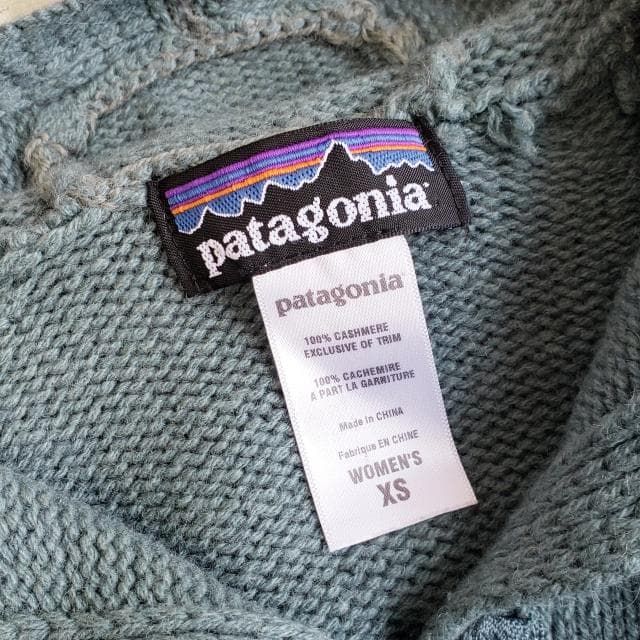 patagonia
patagonia
100% CASHMERE
EXCLUSIVE OF TRIM
100% CACHEMIRE
A PART LA GARNITURE
Made in CHINA
Fabrique EN CHINE
WOMEN'S
XS